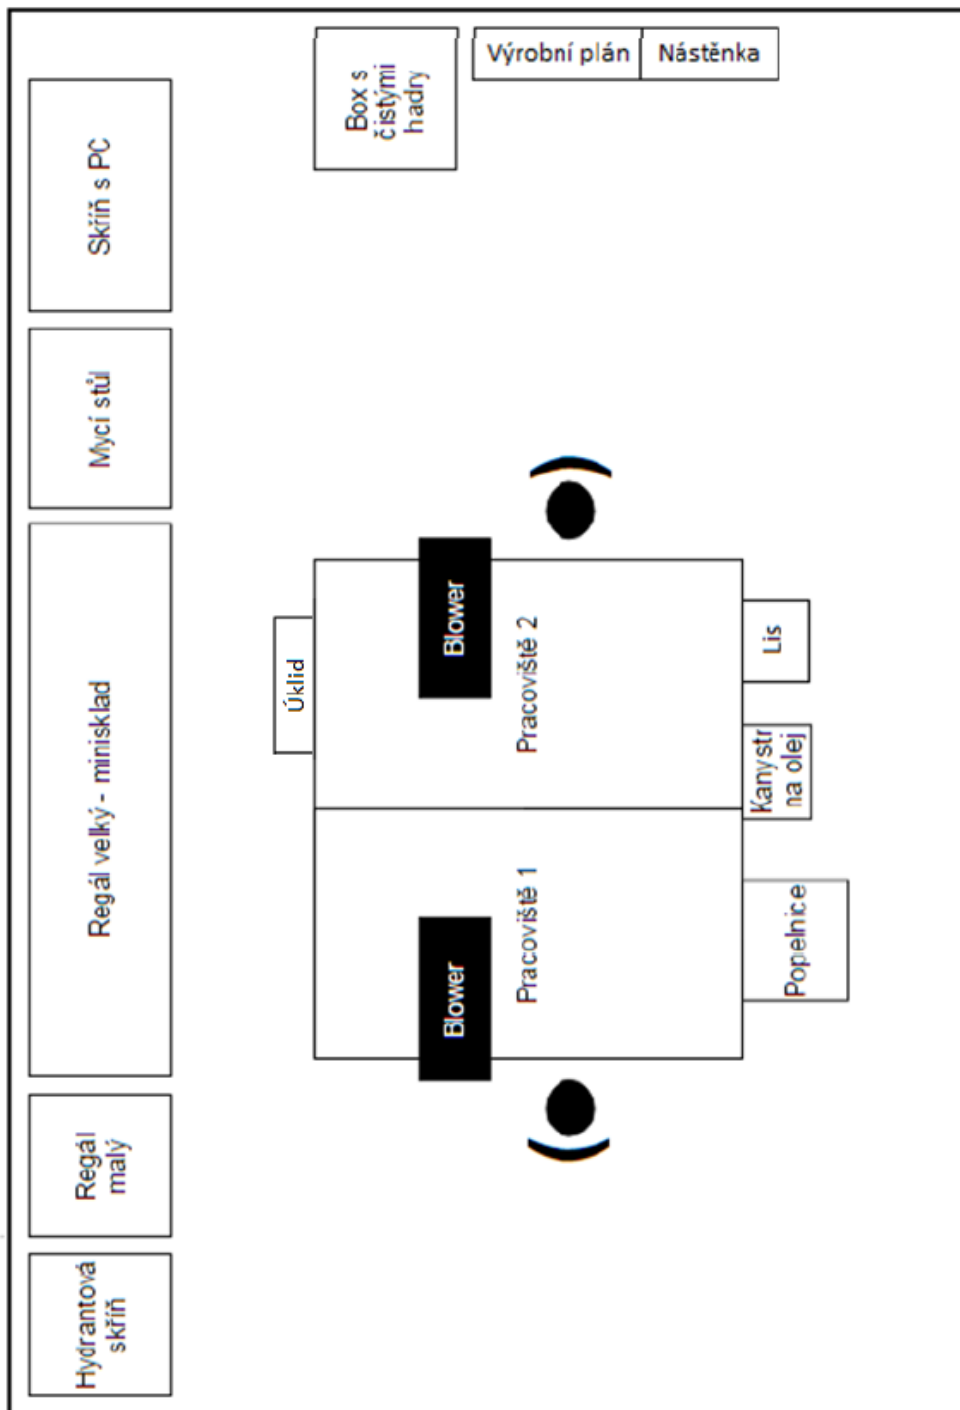 Box s
čistými
hadry
Výrobní plán
Nástěnka
Skříň s PC
Mycí stůl
Regál velký - minisklad
Regál
malý
Hydrantová
skříň
Úklid
Blower
Pracoviště 2
Lis
Kanystr
na olej
Blower
Pracoviště 1
Popelnice